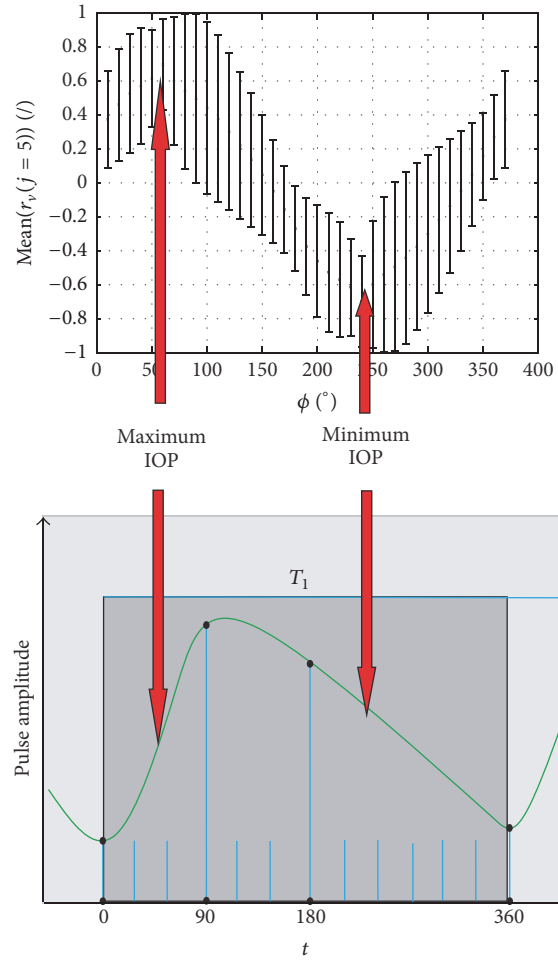 1
0.8
0.6
0.4
0.2
0
−0.2
−0.4
−0.6
−0.8
−1
Mean(r_v(j = 5)) (/)
0 50 100 150 200 250 300 350 400
ϕ (°)
Maximum
IOP
Minimum
IOP
T_1
Pulse amplitude
0 90 180 360
t